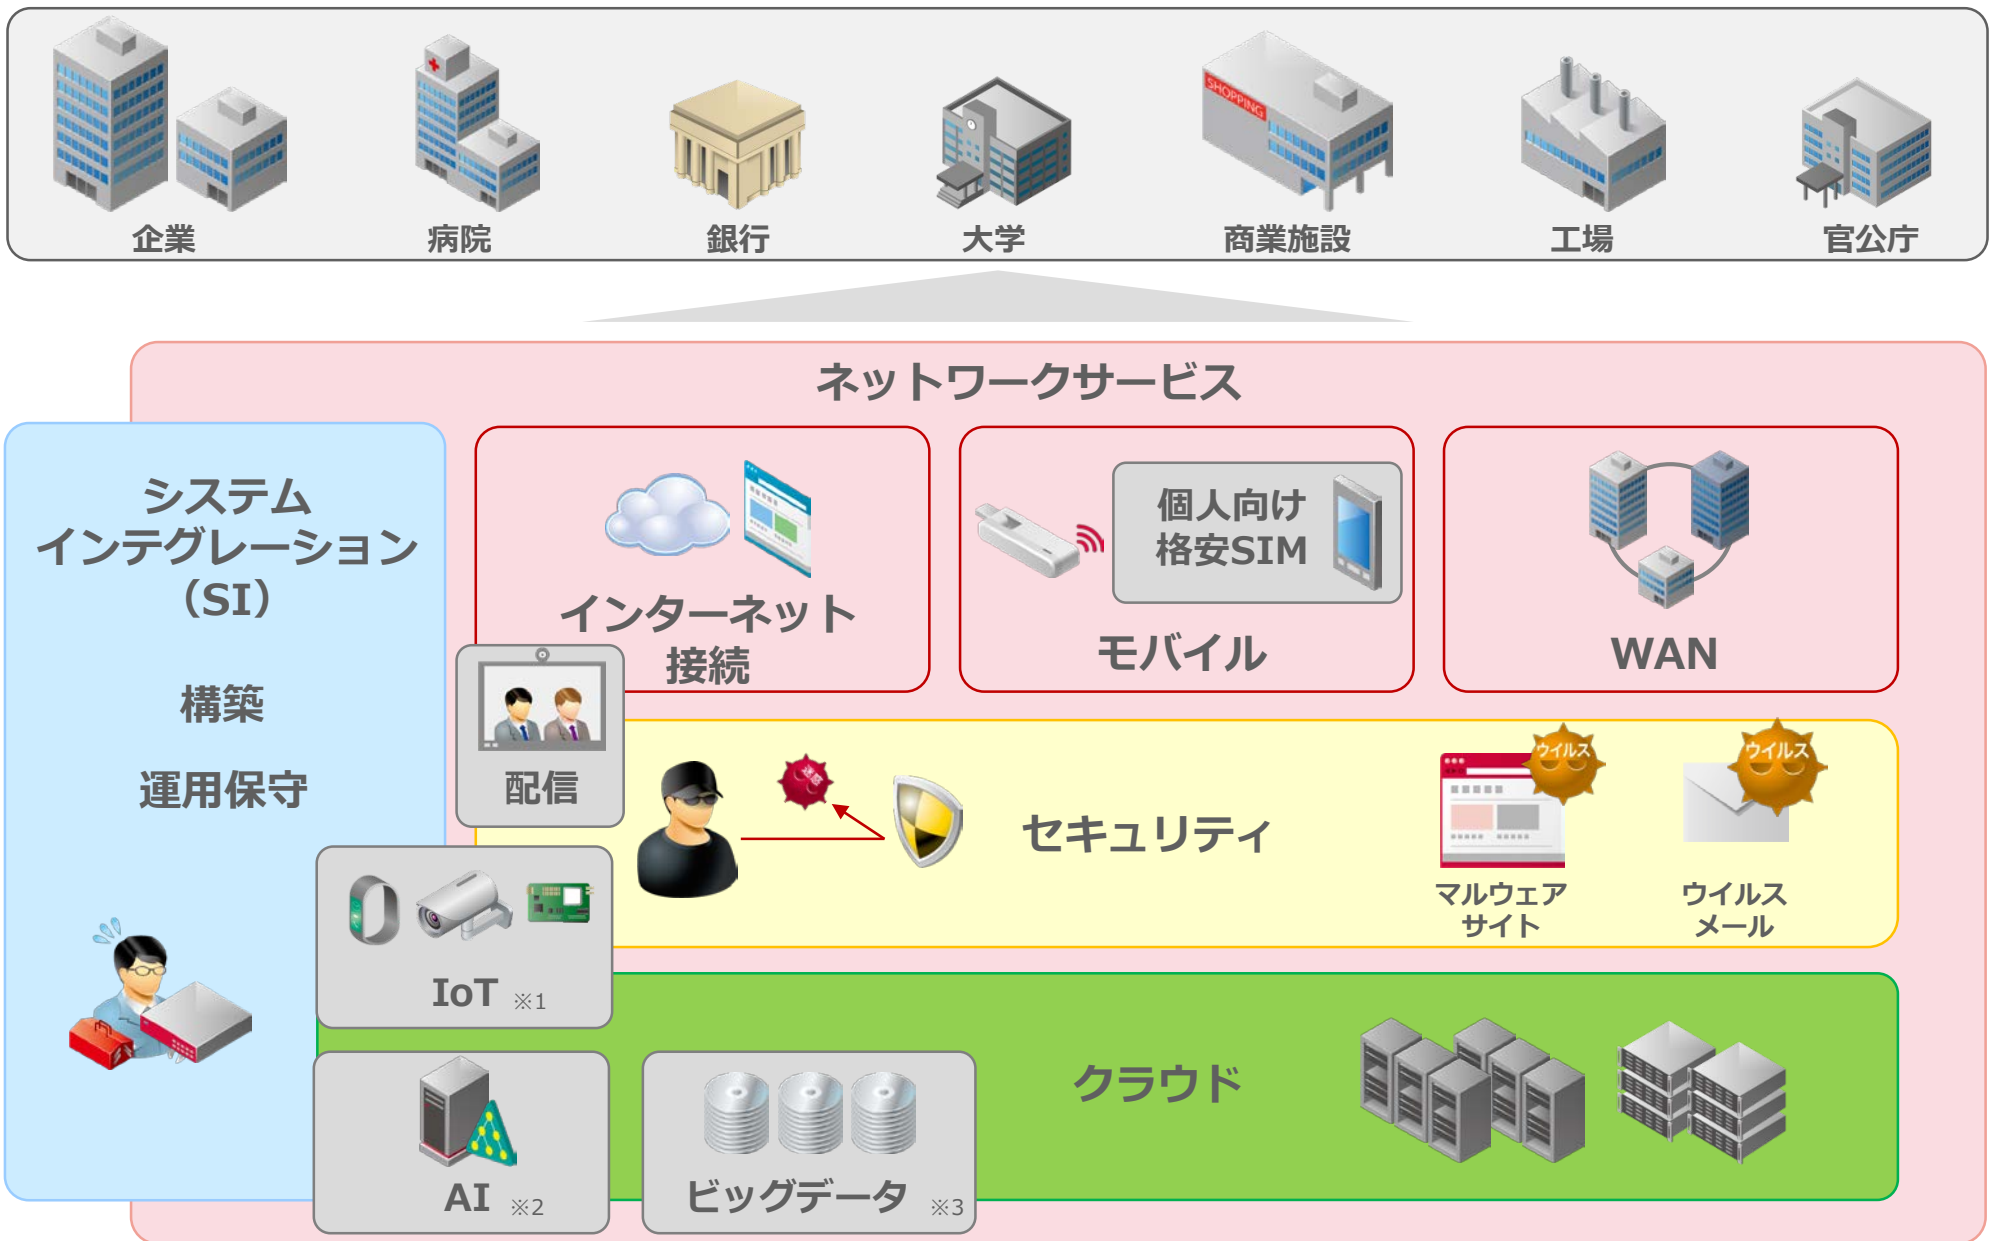 SHOPPING
企業
病院
銀行
大学
商業施設
工場
官公庁
ネットワークサービス
システム
インテグレーション
（SI）
構築
運用保守
インターネット
接続
個人向け
格安SIM
モバイル
WAN
配信
迷惑
セキュリティ
ウイルス
マルウェア
サイト
ウイルス
ウイルス
メール
IoT ※1
クラウド
AI ※2
ビッグデータ ※3